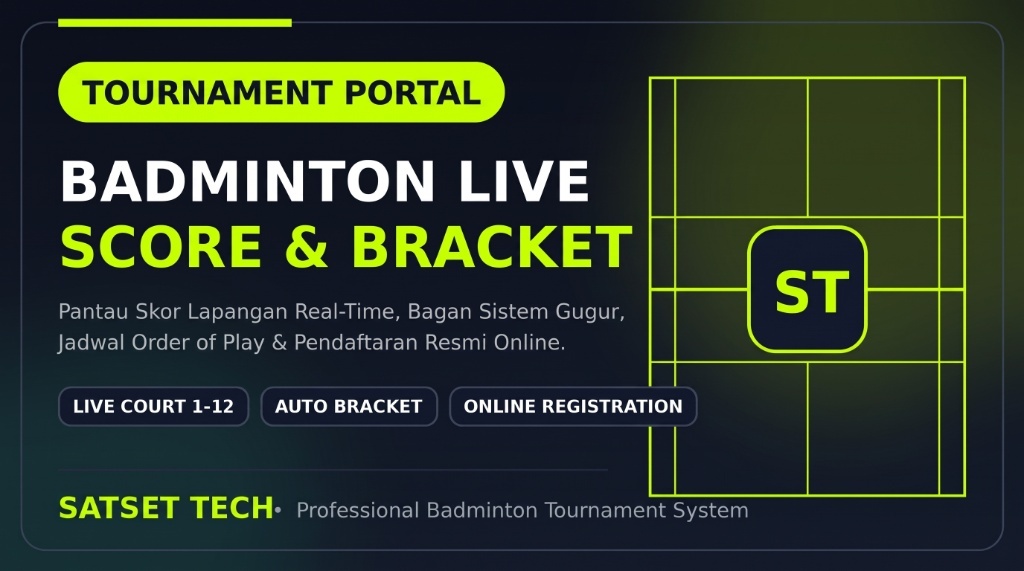 TOURNAMENT PORTAL
BADMINTON LIVE
SCORE & BRACKET
Pantau Skor Lapangan Real-Time, Bagan Sistem Gugur,
Jadwal Order of Play & Pendaftaran Resmi Online.
LIVE COURT 1-12 AUTO BRACKET ONLINE REGISTRATION
SATSET TECH • Professional Badminton Tournament System
ST